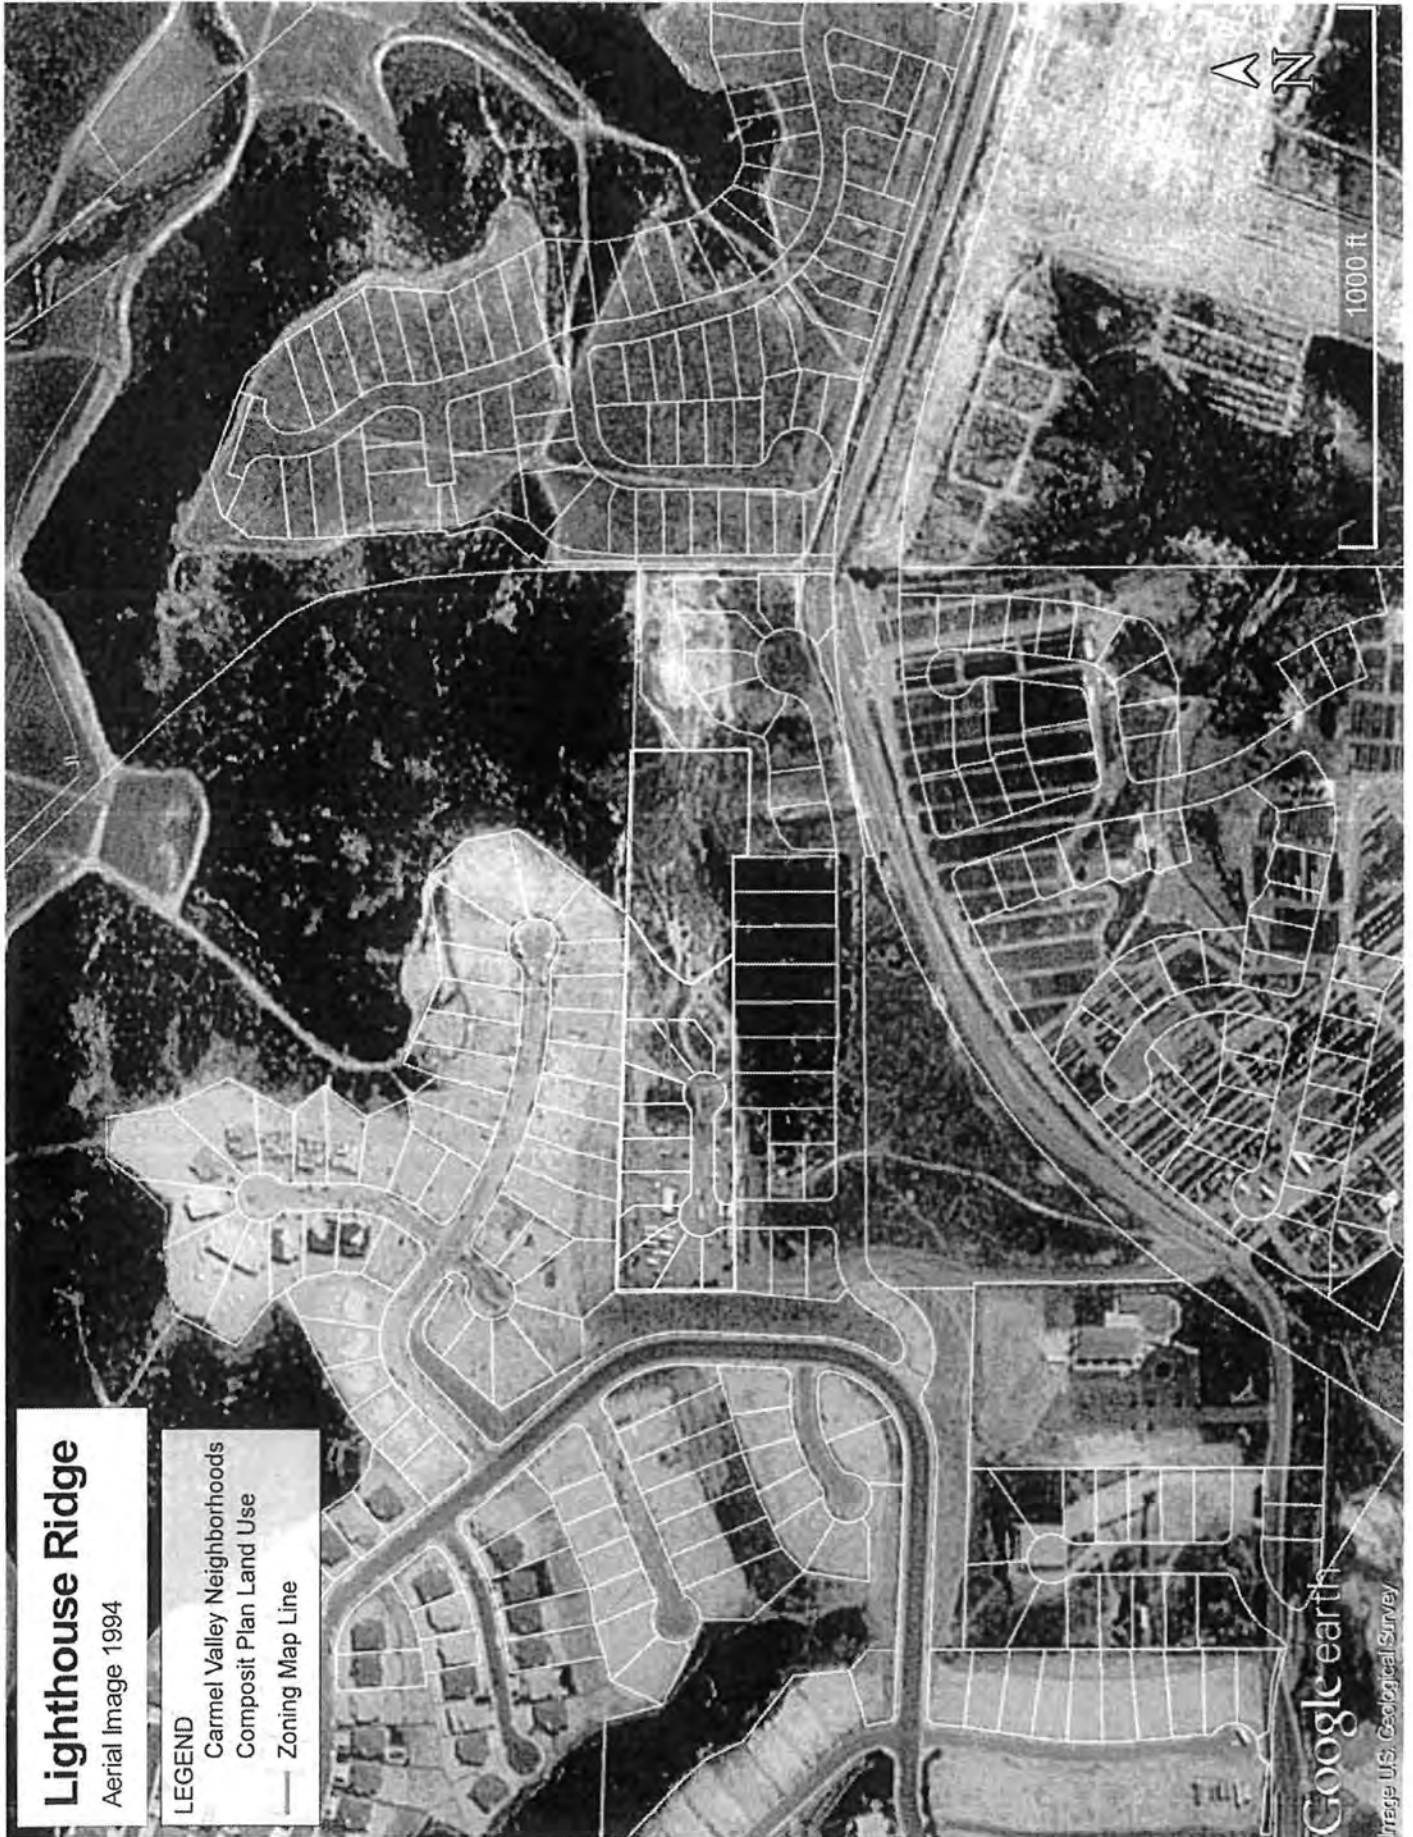 Lighthouse Ridge
Aerial Image 1994
LEGEND
Carmel Valley Neighborhoods
Composit Plan Land Use
Zoning Map Line
N
1000 ft
Google earth
Image U.S. Geological Survey